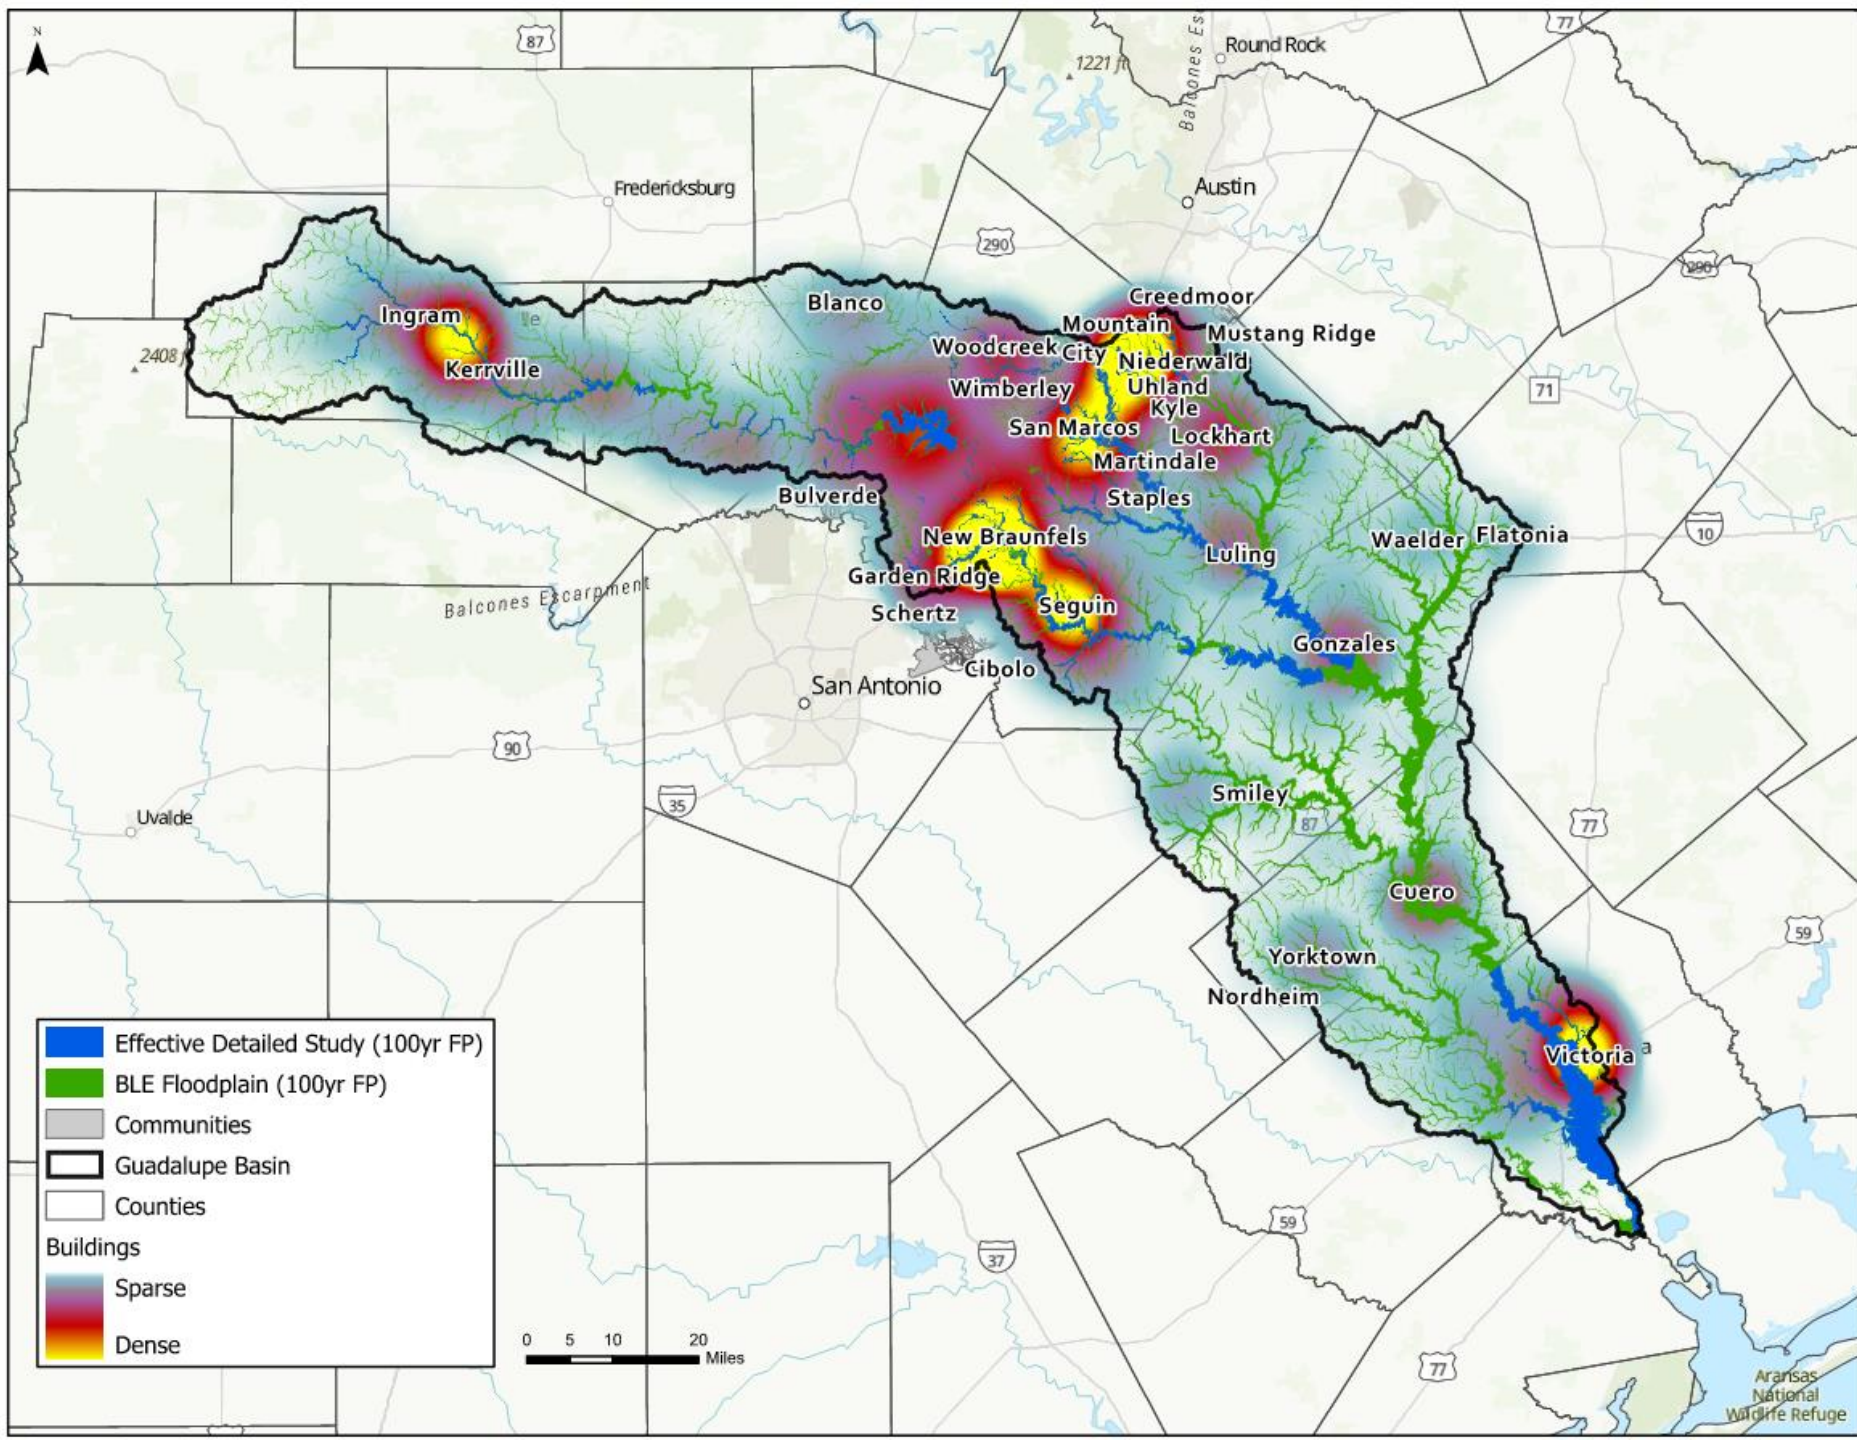 N
87
77
Round Rock
1221 ft
Balcones Esc
Fredericksburg
Austin
290
290
Blanco
Creedmoor
Ingram
le
Mountain
Mustang Ridge
Woodcreek
City
Niederwald
2408 f
Kerrville
Wimberley
Uhland
71
Kyle
San Marcos
Lockhart
Martindale
Bulverde
Staples
New Braunfels
Luling
Waelder
Flatonia
10
Garden Ridge
Balcones Escarpment
Schertz
Seguin
Gonzales
Cibolo
San Antonio
90
35
Smiley
Uvalde
87
77
Cuero
59
Yorktown
Nordheim
Victoria
a
Effective Detailed Study (100yr FP)
BLE Floodplain (100yr FP)
Communities
Guadalupe Basin
Counties
Buildings
Sparse
Dense
59
37
0 5 10 20
Miles
77
Aransas
National
Wildlife Refuge